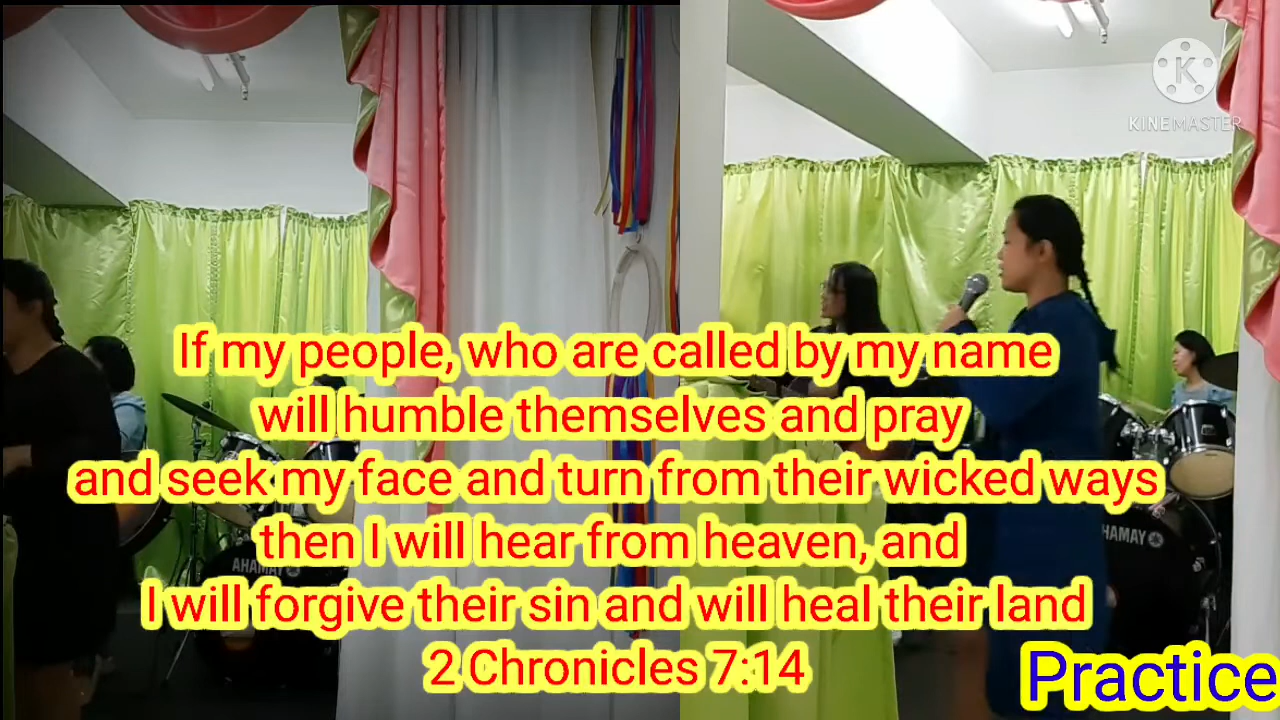 K
KINEMASTER
If my people, who are called by my name
will humble themselves and pray
and seek my face and turn from their wicked ways
then I will hear from heaven, and
I will forgive their sin and will heal their land
2 Chronicles 7:14
Practice
AHAMAY
HAMAY